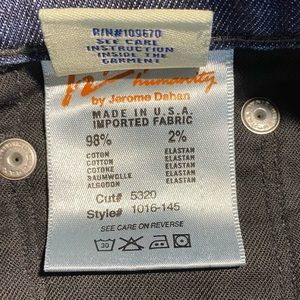 R/N#109670
SEE CARE
INSTRUCTION
INSIDE THE
GARMENT
humanity
by Jerome Dahan
MADE IN U.S.A.
IMPORTED FABRIC
98% 2%
COTON ELASTAN
COTTON ELASTAN
COTONE ELASTAN
BAUMWOLLE ELASTAN
ALGODON ELASTAN
Cut# 5320
Style# 1016-145
SEE CARE ON REVERSE
30